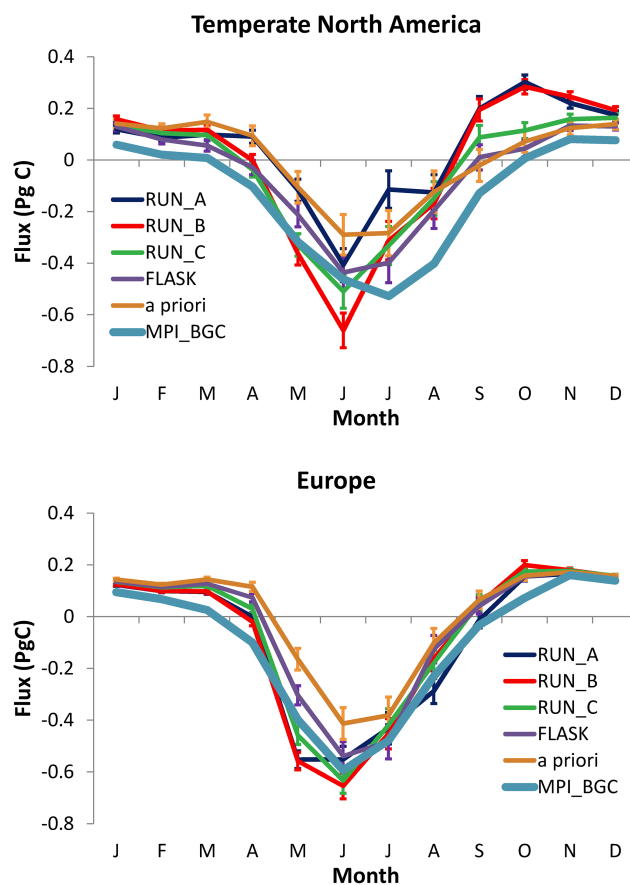 Temperate North America
Flux (Pg C)
0.4
0.2
0
-0.2
-0.4
-0.6
-0.8
RUN_A
RUN_B
RUN_C
FLASK
a priori
MPI_BGC
J F M A M J J A S O N D
Month
Europe
Flux (PgC)
0.4
0.2
0
-0.2
-0.4
-0.6
-0.8
RUN_A
RUN_B
RUN_C
FLASK
a priori
MPI_BGC
J F M A M J J A S O N D
Month